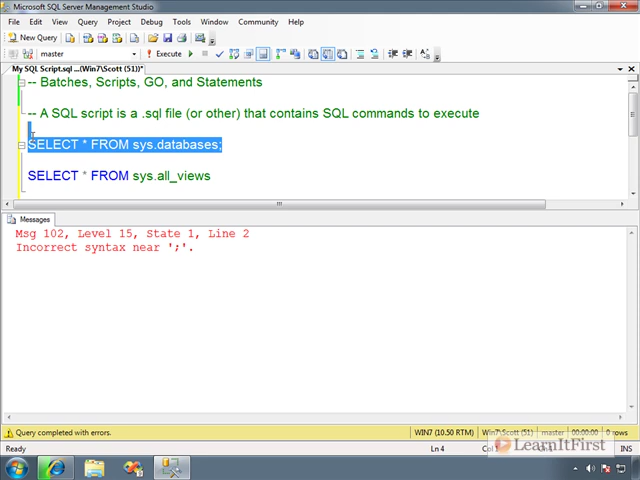 Microsoft SQL Server Management Studio
File Edit View Query Project Debug Tools Window Community Help
New Query
master Execute
My SQL Script.sql ...(Win7\Scott (51))*
-- Batches, Scripts, GO, and Statements
-- A SQL script is a .sql file (or other) that contains SQL commands to execute
SELECT * FROM sys.databases;
SELECT * FROM sys.all_views
Messages
Msg 102, Level 15, State 1, Line 2
Incorrect syntax near ';'.
Query completed with errors. WIN7 (10.50 RTM) Win7\Scott (51) master 00:00:00 0 rows
Ready Ln 4 INS
LearnItFirst